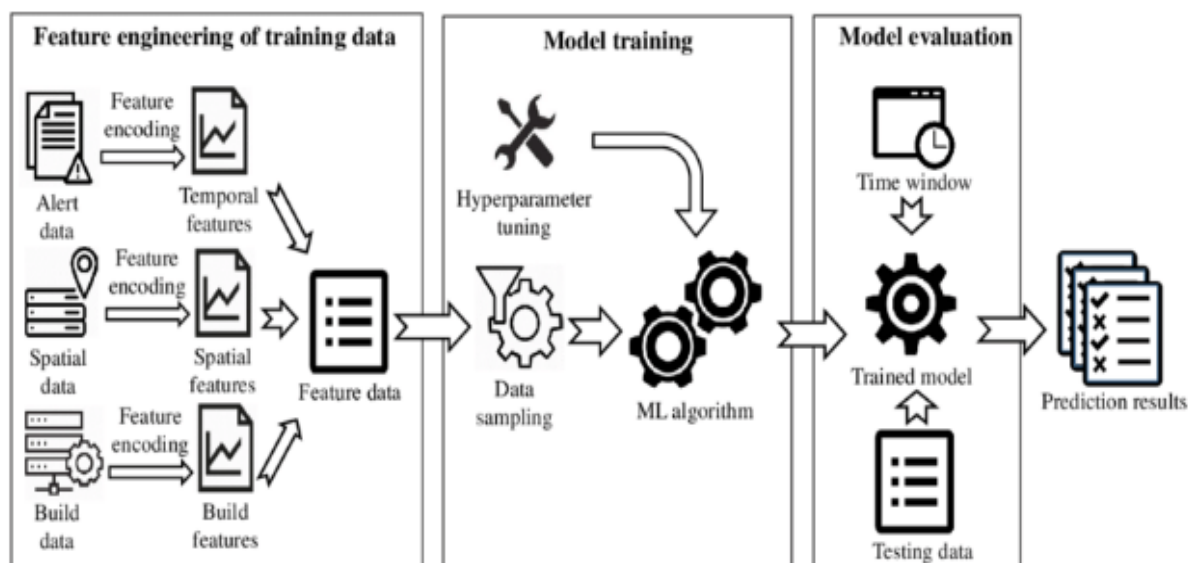 Feature engineering of training data
Feature
encoding
Alert
data
Temporal
features
Feature
encoding
Spatial
data
Spatial
features
Feature
encoding
Build
data
Build
features
Feature data
Model training
Hyperparameter
tuning
Data
sampling
ML algorithm
Model evaluation
Time window
Trained model
Testing data
Prediction results